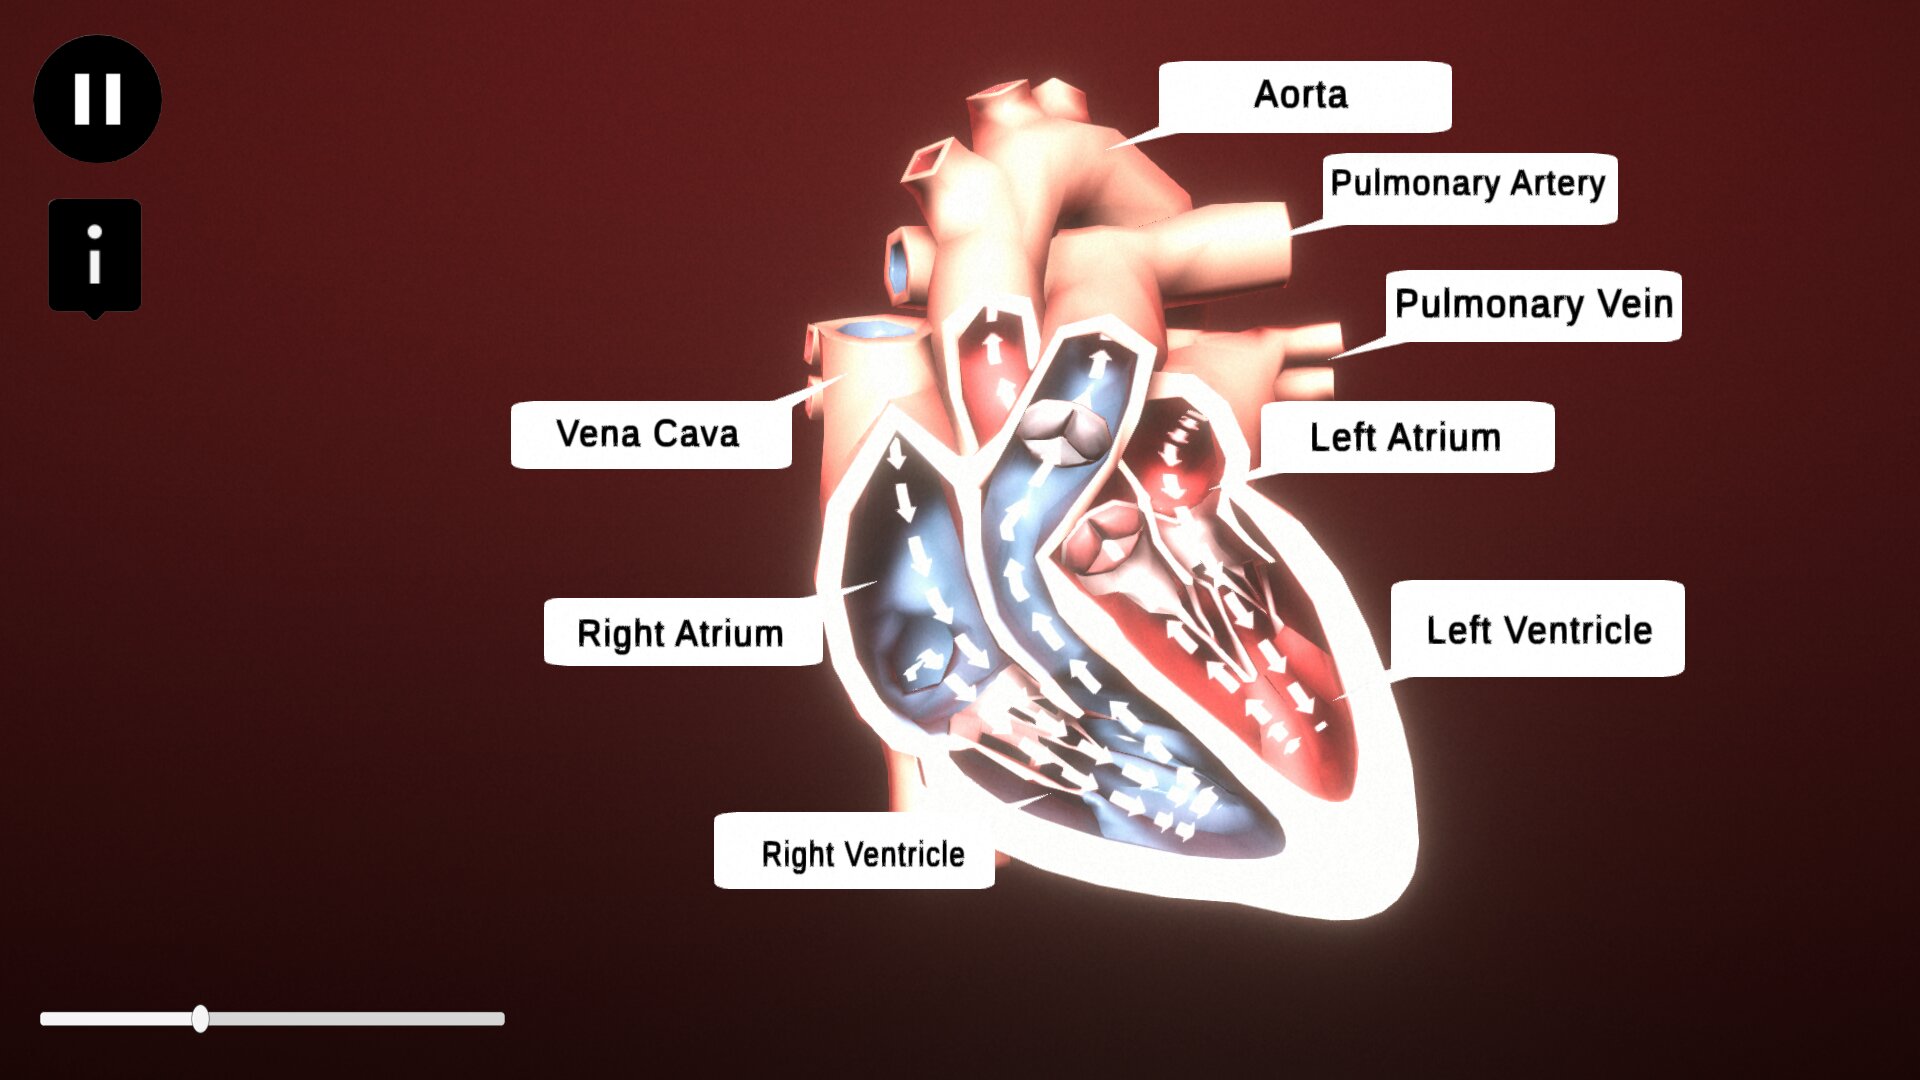 i
Aorta
Pulmonary Artery
Pulmonary Vein
Vena Cava
Left Atrium
Right Atrium
Left Ventricle
Right Ventricle